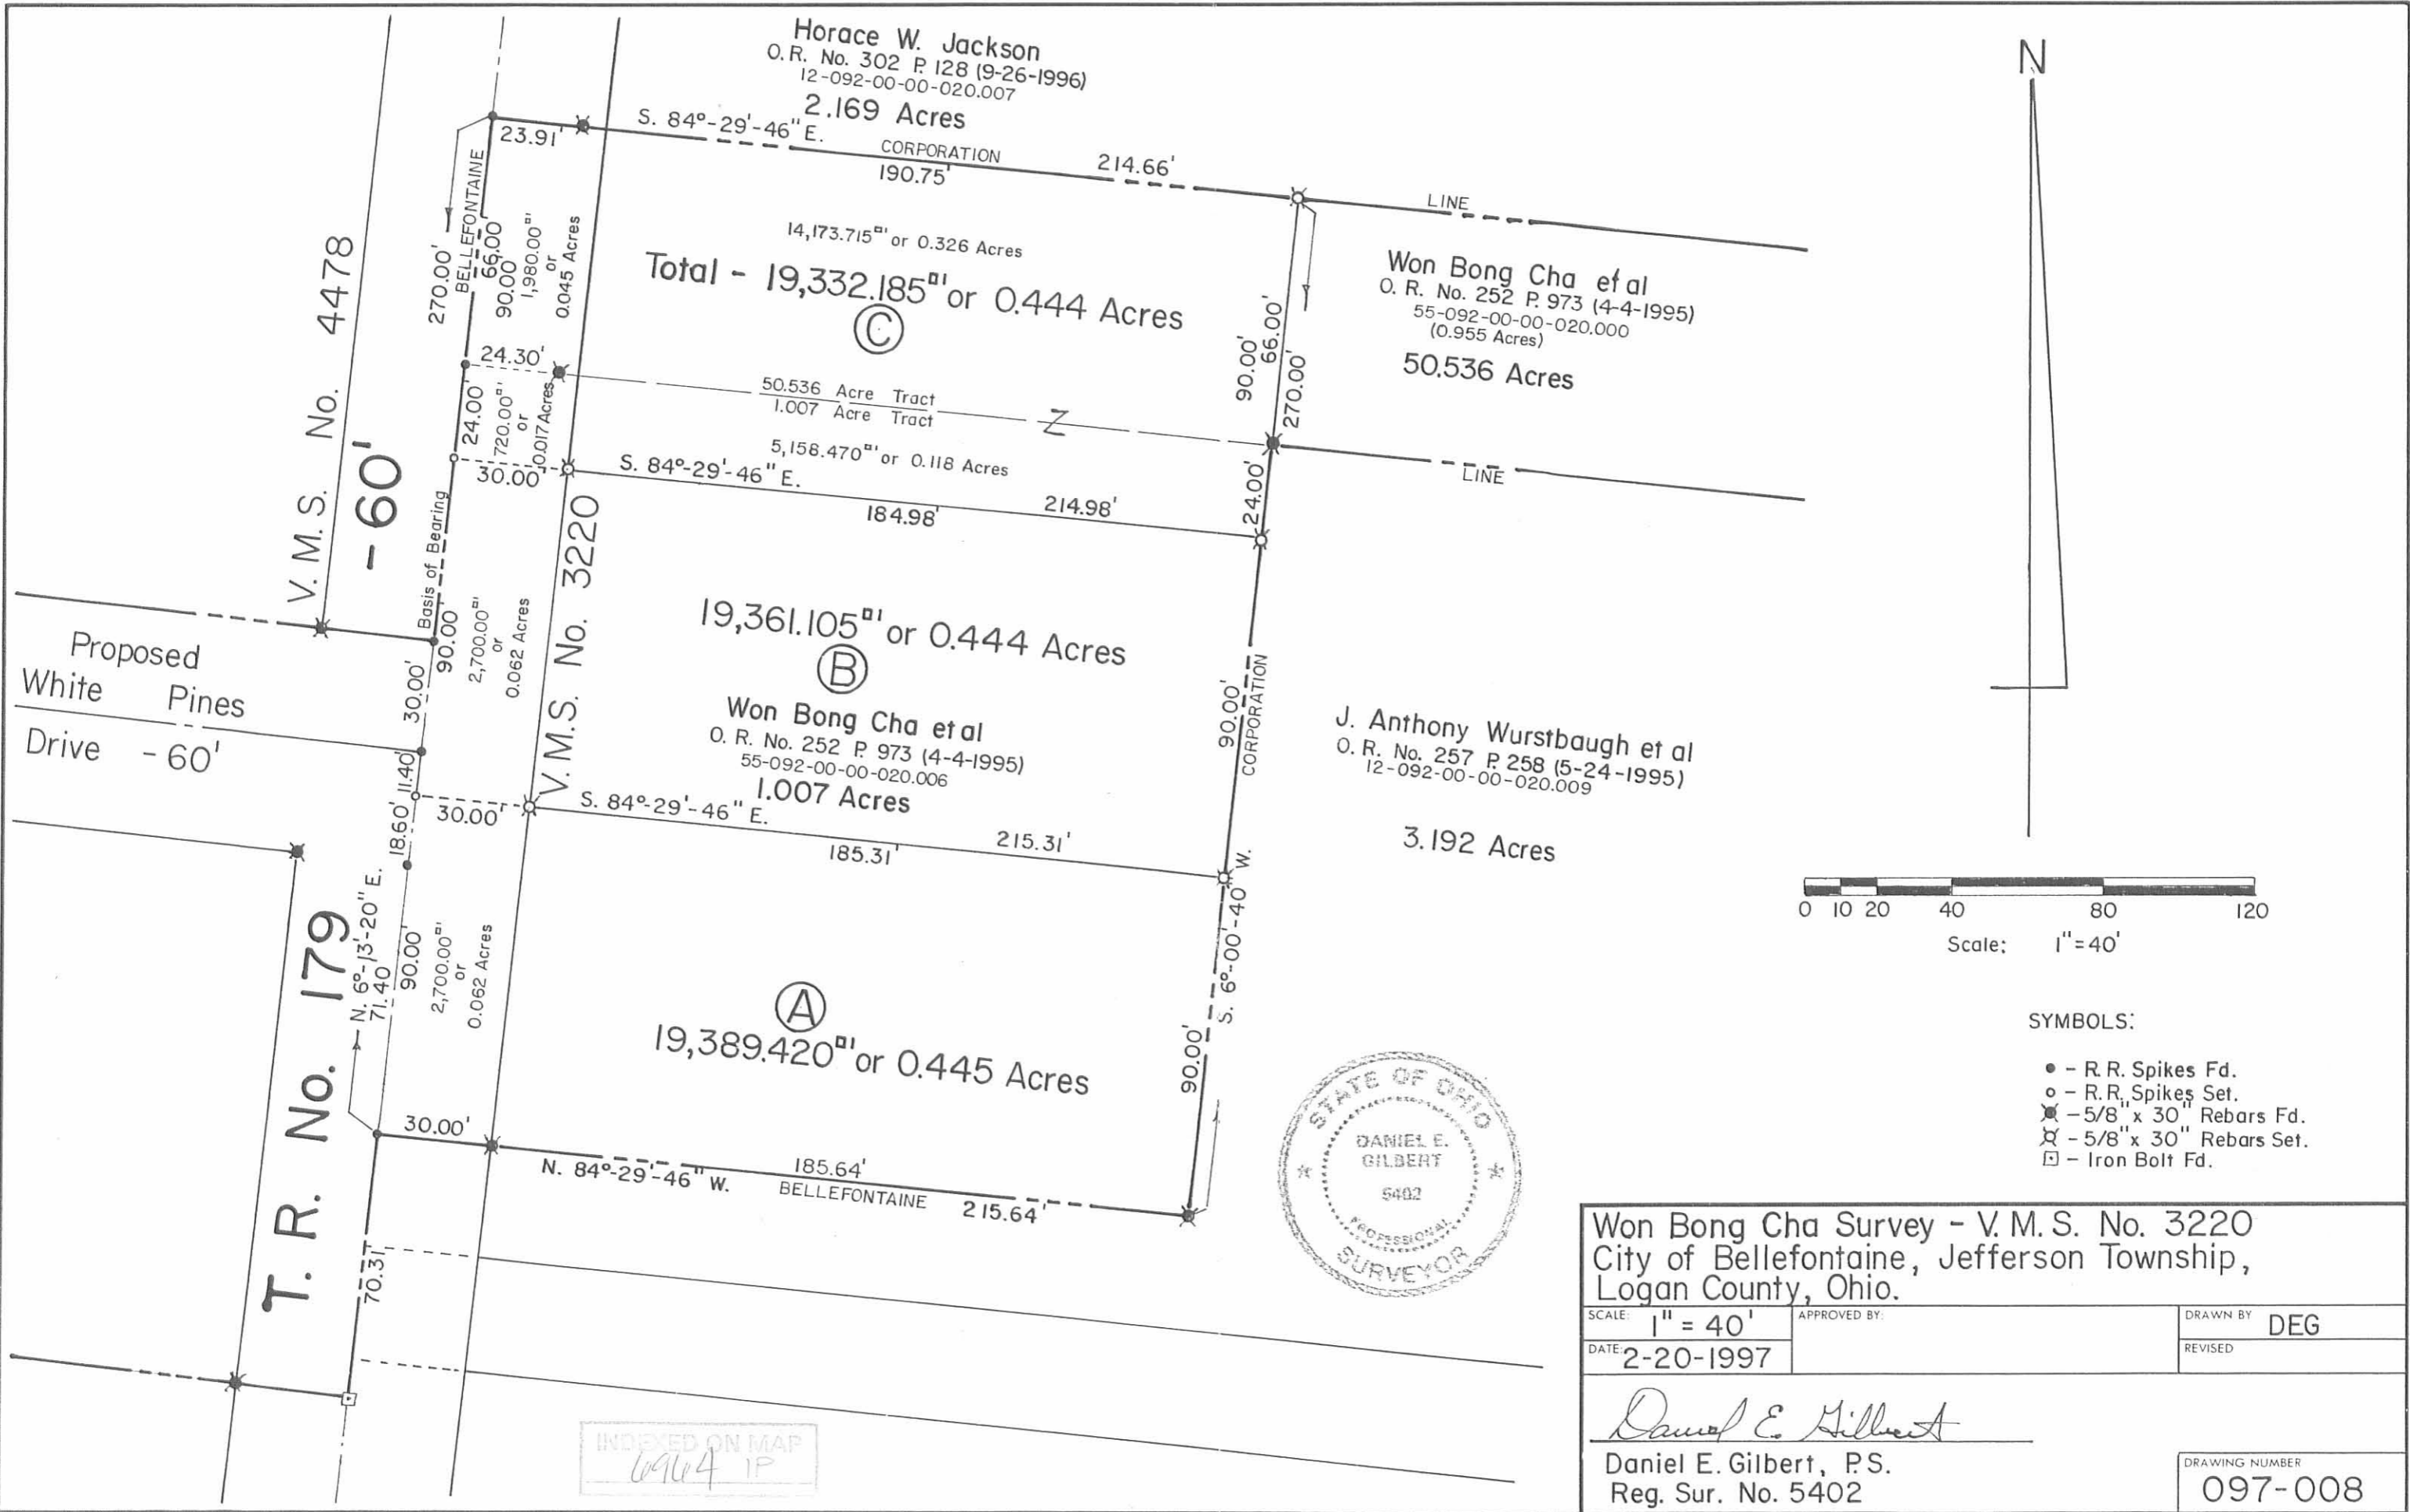 Horace W. Jackson
O.R. No. 302 P. 128 (9-26-1996)
12-092-00-00-020.007
2.169 Acres
N
23.91'
S. 84°-29'-46" E.
CORPORATION
214.66'
190.75'
LINE
BELLEFONTAINE
270.00'
66.00
90.00'
1,980.00□'
or
0.045 Acres
V. M. S. No. 4478
- 60'
14,173.715□' or 0.326 Acres
Total - 19,332.185□' or 0.444 Acres
C
90.00'
66.00'
270.00'
Won Bong Cha et al
O. R. No. 252 P. 973 (4-4-1995)
55-092-00-00-020.000
(0.955 Acres)
50.536 Acres
24.30'
24.00'
720.00□'
or
0.017 Acres
50.536 Acre Tract
1.007 Acre Tract
Z
5,158.470□' or 0.118 Acres
24.00'
LINE
30.00'
S. 84°-29'-46" E.
214.98'
184.98'
Basis of Bearing
V. M. S. No. 3220
90.00'
2,700.00□'
or
0.062 Acres
19,361.105□' or 0.444 Acres
B
Won Bong Cha et al
O. R. No. 252 P. 973 (4-4-1995)
55-092-00-00-020.006
1.007 Acres
90.00'
CORPORATION
J. Anthony Wurstbaugh et al
O. R. No. 257 P. 258 (5-24-1995)
12-092-00-00-020.009
3.192 Acres
Proposed
White Pines
Drive - 60'
30.00'
11.40'
18.60'
30.00'
S. 84°-29'-46" E.
215.31'
185.31'
T. R. No. 179
N. 6°-13'-20" E.
71.40
90.00'
2,700.00□'
or
0.062 Acres
A
19,389.420□' or 0.445 Acres
90.00'
S. 6°-00'-40" W.
30.00'
N. 84°-29'-46" W.
185.64'
BELLEFONTAINE
215.64'
70.31'
0 10 20 40 80 120
Scale: 1"=40'
SYMBOLS:
● - R.R. Spikes Fd.
○ - R.R. Spikes Set.
- 5/8" x 30" Rebars Fd.
- 5/8" x 30" Rebars Set.
⊡ - Iron Bolt Fd.
STATE OF OHIO
DANIEL E.
GILBERT
5402
PROFESSIONAL
SURVEYOR
INDEXED ON MAP
6964 IP
Won Bong Cha Survey - V. M. S. No. 3220
City of Bellefontaine, Jefferson Township,
Logan County, Ohio.
SCALE: 1" = 40'
APPROVED BY:
DRAWN BY DEG
DATE: 2-20-1997
REVISED
Daniel E. Gilbert
Daniel E. Gilbert, P.S.
Reg. Sur. No. 5402
DRAWING NUMBER
097-008